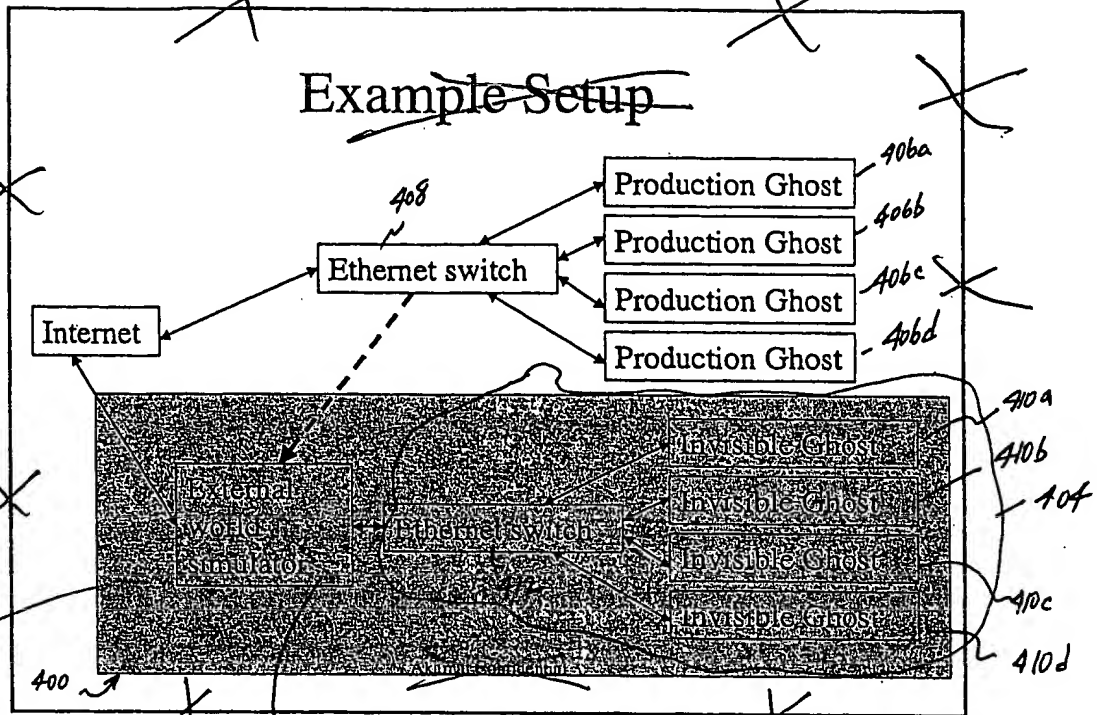 Example Setup
406a
Production Ghost
408
406b
Production Ghost
Ethernet switch
406c
Production Ghost
Internet
406d
Production Ghost
410a
Invisible Ghost
410b
External
world
simulator
Invisible Ghost
404
Ethernet switch
Invisible Ghost
410c
Invisible Ghost
410d
400